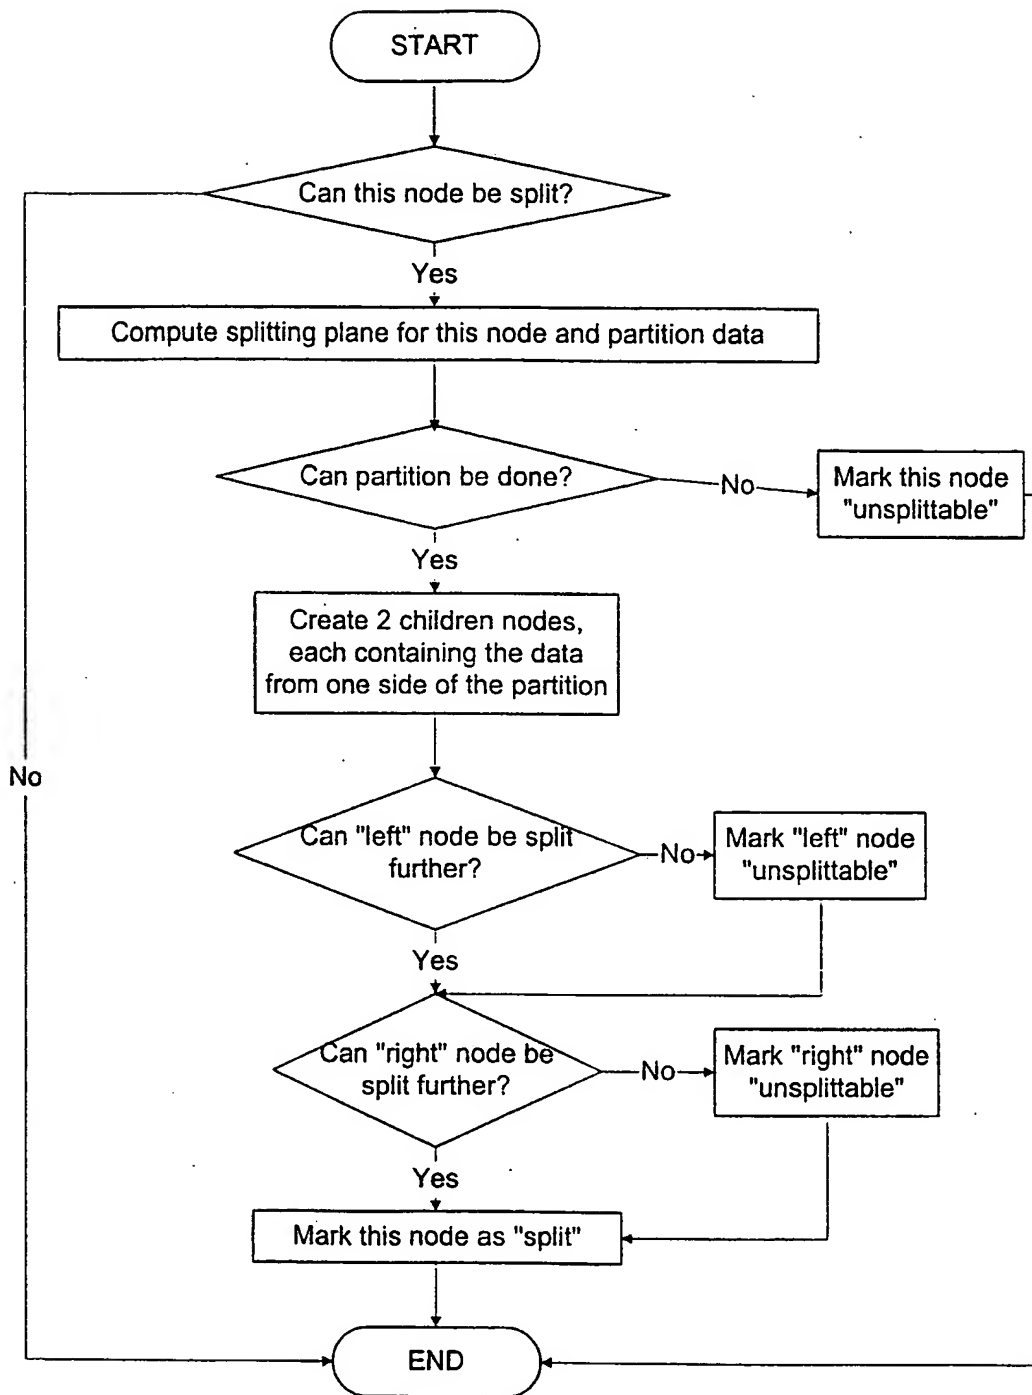 START
Can this node be split?
Yes
Compute splitting plane for this node and partition data
Can partition be done?
No
Mark this node
"unsplittable"
Yes
Create 2 children nodes,
each containing the data
from one side of the partition
No
Can "left" node be split
further?
No
Mark "left" node
"unsplittable"
Yes
Can "right" node be
split further?
No
Mark "right" node
"unsplittable"
Yes
Mark this node as "split"
END